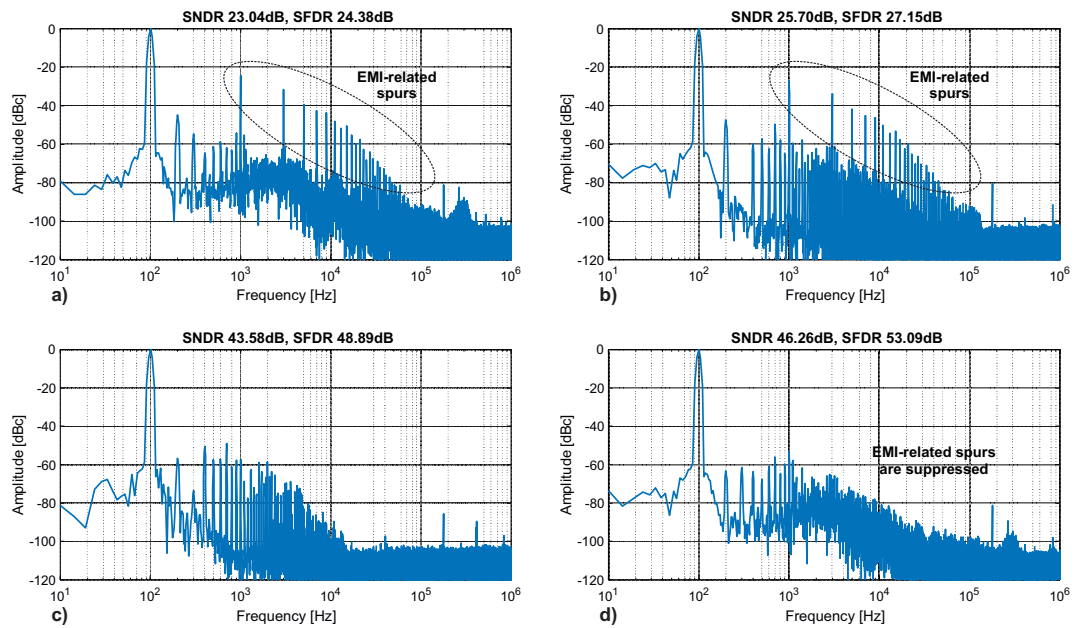 SNDR 23.04dB, SFDR 24.38dB
0
-20
-40
-60
-80
-100
-120
Amplitude [dBc]
EMI-related
spurs
10^1
10^2
10^3
10^4
10^5
10^6
Frequency [Hz]
a)
SNDR 25.70dB, SFDR 27.15dB
0
-20
-40
-60
-80
-100
-120
Amplitude [dBc]
EMI-related
spurs
10^1
10^2
10^3
10^4
10^5
10^6
Frequency [Hz]
b)
SNDR 43.58dB, SFDR 48.89dB
0
-20
-40
-60
-80
-100
-120
Amplitude [dBc]
10^1
10^2
10^3
10^4
10^5
10^6
Frequency [Hz]
c)
SNDR 46.26dB, SFDR 53.09dB
0
-20
-40
-60
-80
-100
-120
Amplitude [dBc]
EMI-related spurs
are suppressed
10^1
10^2
10^3
10^4
10^5
10^6
Frequency [Hz]
d)